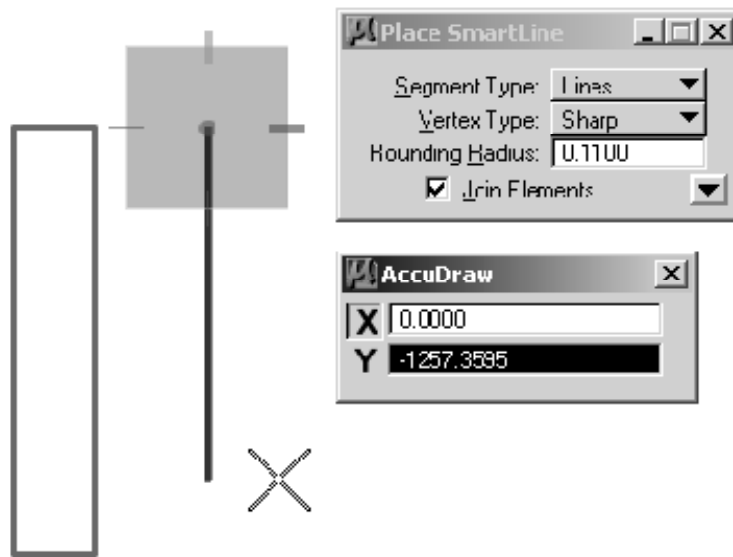 Place SmartLine
Segment Type: Lines
Vertex Type: Sharp
Rounding Radius: 0.1100
Join Elements
AccuDraw
X 0.0000
Y -1257.3595